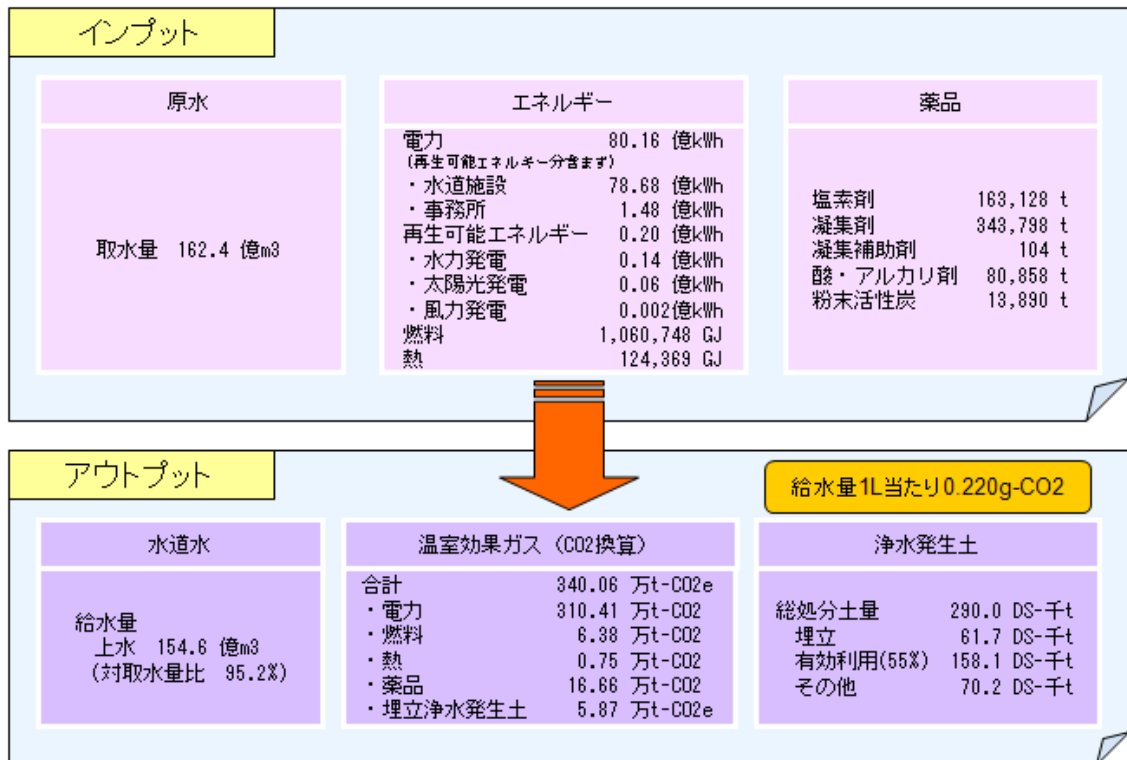 インプット
原水
取水量 162.4 億m3
エネルギー
電力 80.16 億kWh
(再生可能エネルギー分含まず)
・水道施設 78.68 億kWh
・事務所 1.48 億kWh
再生可能エネルギー 0.20 億kWh
・水力発電 0.14 億kWh
・太陽光発電 0.06 億kWh
・風力発電 0.002億kWh
燃料 1,060,748 GJ
熱 124,369 GJ
薬品
塩素剤 163,128 t
凝集剤 343,798 t
凝集補助剤 104 t
酸・アルカリ剤 80,858 t
粉末活性炭 13,890 t
アウトプット
給水量1L当たり0.220g-CO2
水道水
給水量
上水 154.6 億m3
(対取水量比 95.2%)
温室効果ガス (CO2換算)
合計 340.06 万t-CO2e
・電力 310.41 万t-CO2
・燃料 6.38 万t-CO2
・熱 0.75 万t-CO2
・薬品 16.66 万t-CO2
・埋立浄水発生土 5.87 万t-CO2e
浄水発生土
総処分土量 290.0 DS-千t
埋立 61.7 DS-千t
有効利用(55%) 158.1 DS-千t
その他 70.2 DS-千t